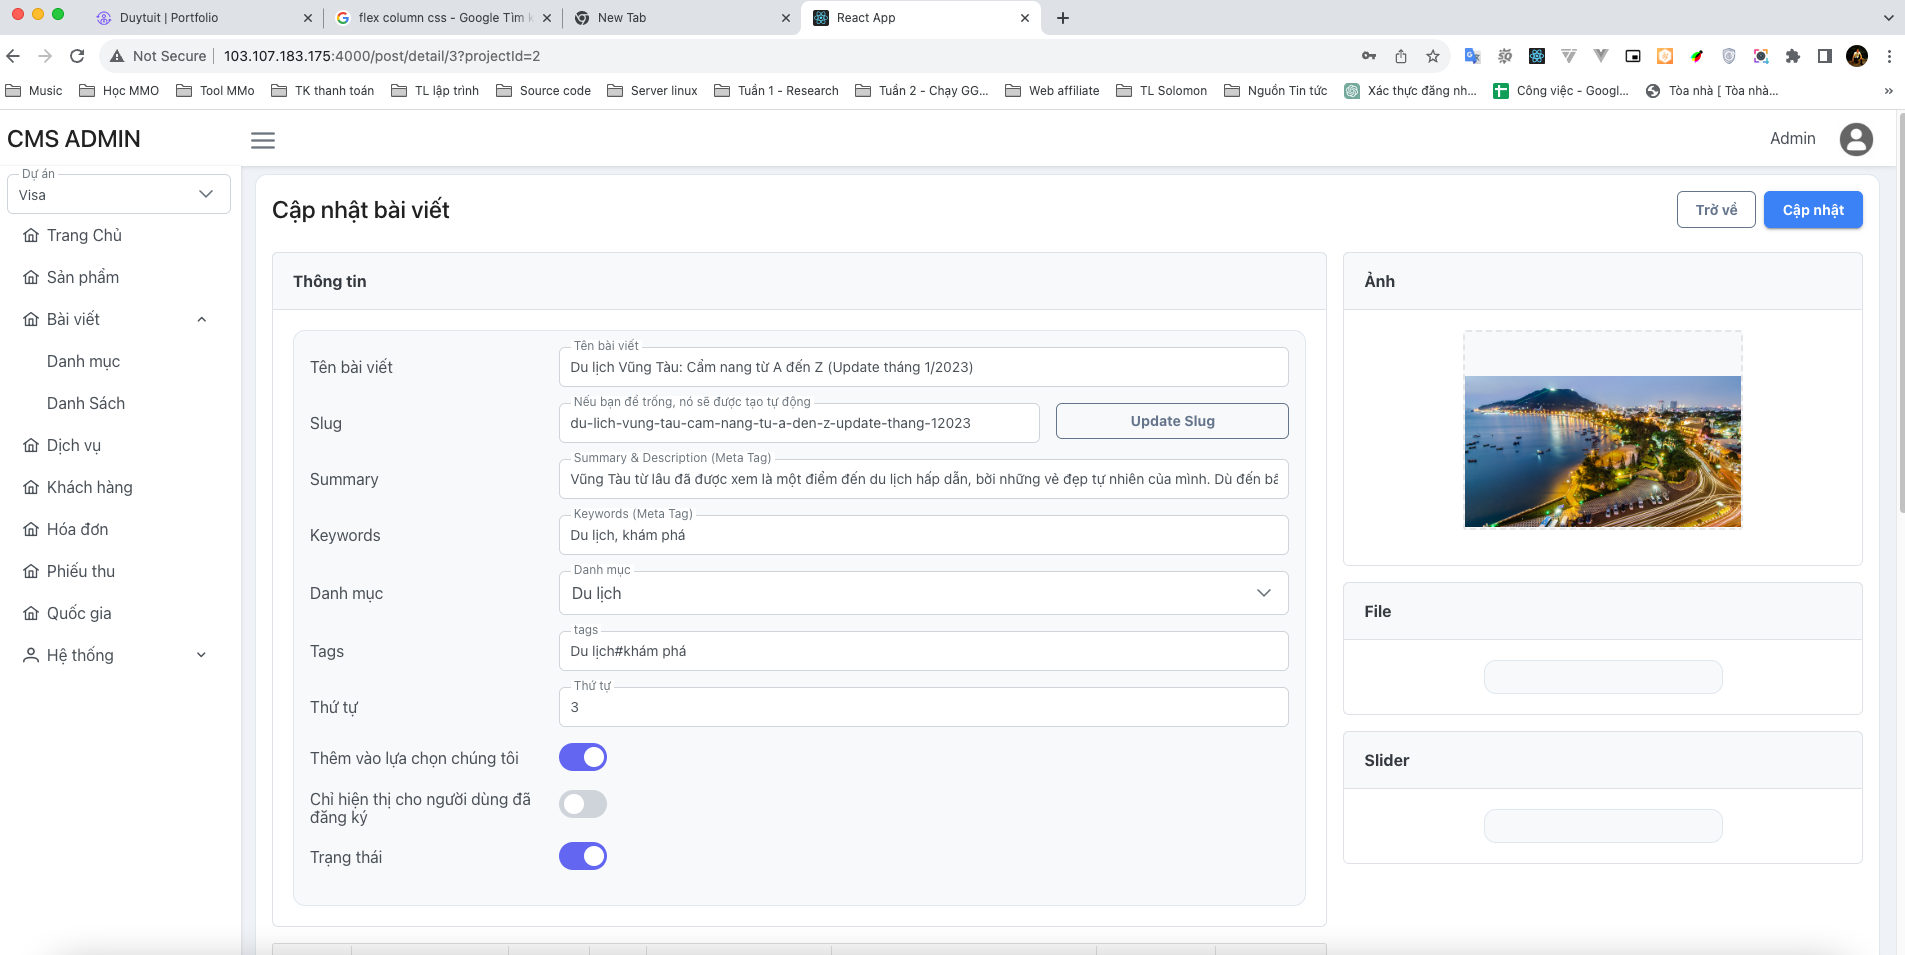 Duytuit | Portfolio
flex column css - Google Tìm k
New Tab
React App
Not Secure
103.107.183.175:4000/post/detail/3?projectId=2
Music
Học MMO
Tool MMo
TK thanh toán
TL lập trình
Source code
Server linux
Tuần 1 - Research
Tuần 2 - Chạy GG...
Web affiliate
TL Solomon
Nguồn Tin tức
Xác thực đăng nh...
Công việc - Googl...
Tòa nhà [ Tòa nhà...
»
CMS ADMIN
Admin
Dự án
Visa
Trang Chủ
Sản phẩm
Bài viết
Danh mục
Danh Sách
Dịch vụ
Khách hàng
Hóa đơn
Phiếu thu
Quốc gia
Hệ thống
Cập nhật bài viết
Trở về
Cập nhật
Thông tin
Tên bài viết
Tên bài viết
Du lịch Vũng Tàu: Cẩm nang từ A đến Z (Update tháng 1/2023)
Slug
Nếu bạn để trống, nó sẽ được tạo tự động
du-lich-vung-tau-cam-nang-tu-a-den-z-update-thang-12023
Update Slug
Summary
Summary & Description (Meta Tag)
Vũng Tàu từ lâu đã được xem là một điểm đến du lịch hấp dẫn, bởi những vẻ đẹp tự nhiên của mình. Dù đến bấ
Keywords
Keywords (Meta Tag)
Du lịch, khám phá
Danh mục
Danh mục
Du lịch
Tags
tags
Du lịch#khám phá
Thứ tự
Thứ tự
3
Thêm vào lựa chọn chúng tôi
Chỉ hiện thị cho người dùng đã
đăng ký
Trạng thái
Ảnh
File
Slider